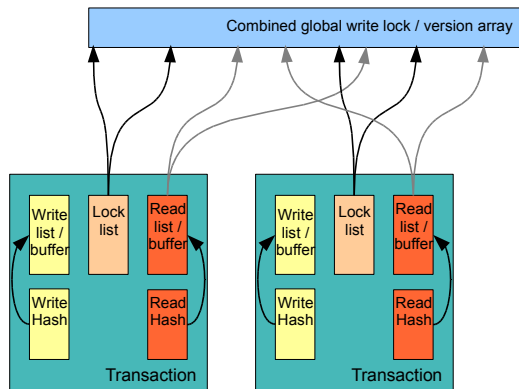 Combined global write lock / version array
Write
list /
buffer
Lock
list
Read
list /
buffer
Write
Hash
Read
Hash
Transaction
Write
list /
buffer
Lock
list
Read
list /
buffer
Write
Hash
Read
Hash
Transaction